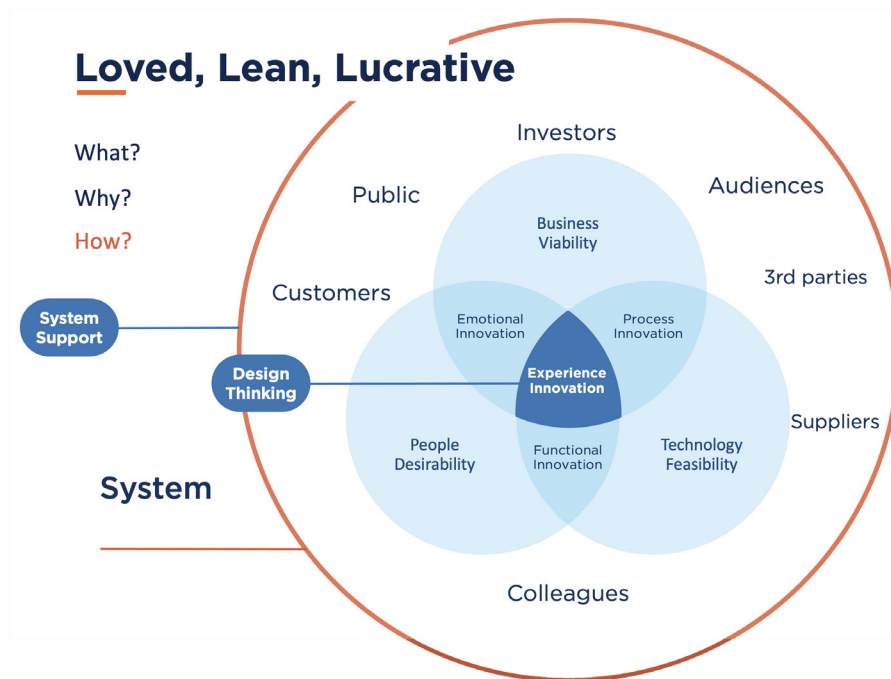 Loved, Lean, Lucrative
What?
Why?
How?
System
Support
Design
Thinking
System
Investors
Public
Audiences
3rd parties
Customers
Suppliers
Colleagues
Business
Viability
Emotional
Innovation
Process
Innovation
Experience
Innovation
People
Desirability
Functional
Innovation
Technology
Feasibility